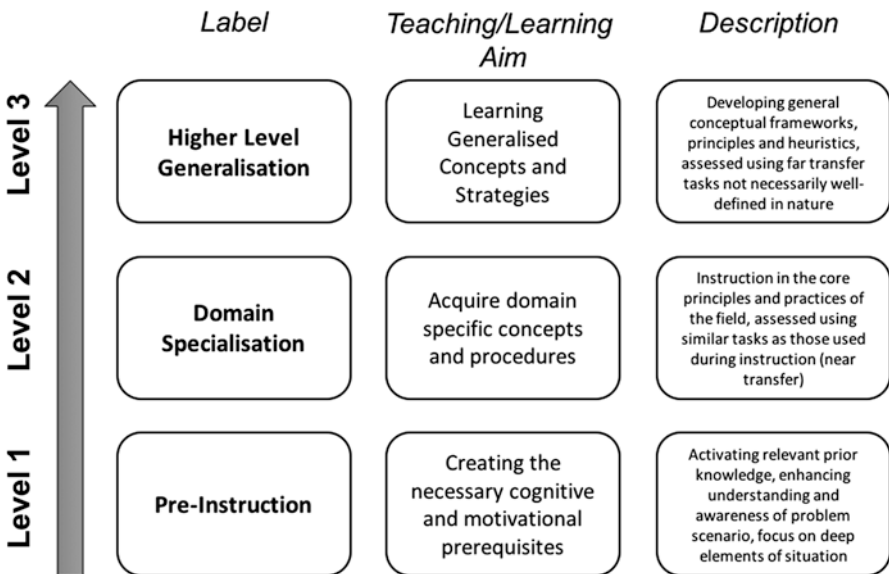 Label
Teaching/Learning
Aim
Description
Level 3
Higher Level
Generalisation
Learning
Generalised
Concepts and
Strategies
Developing general
conceptual frameworks,
principles and heuristics,
assessed using far transfer
tasks not necessarily well-
defined in nature
Level 2
Domain
Specialisation
Acquire domain
specific concepts
and procedures
Instruction in the core
principles and practices of
the field, assessed using
similar tasks as those used
during instruction (near
transfer)
Level 1
Pre-Instruction
Creating the
necessary cognitive
and motivational
prerequisites
Activating relevant prior
knowledge, enhancing
understanding and
awareness of problem
scenario, focus on deep
elements of situation